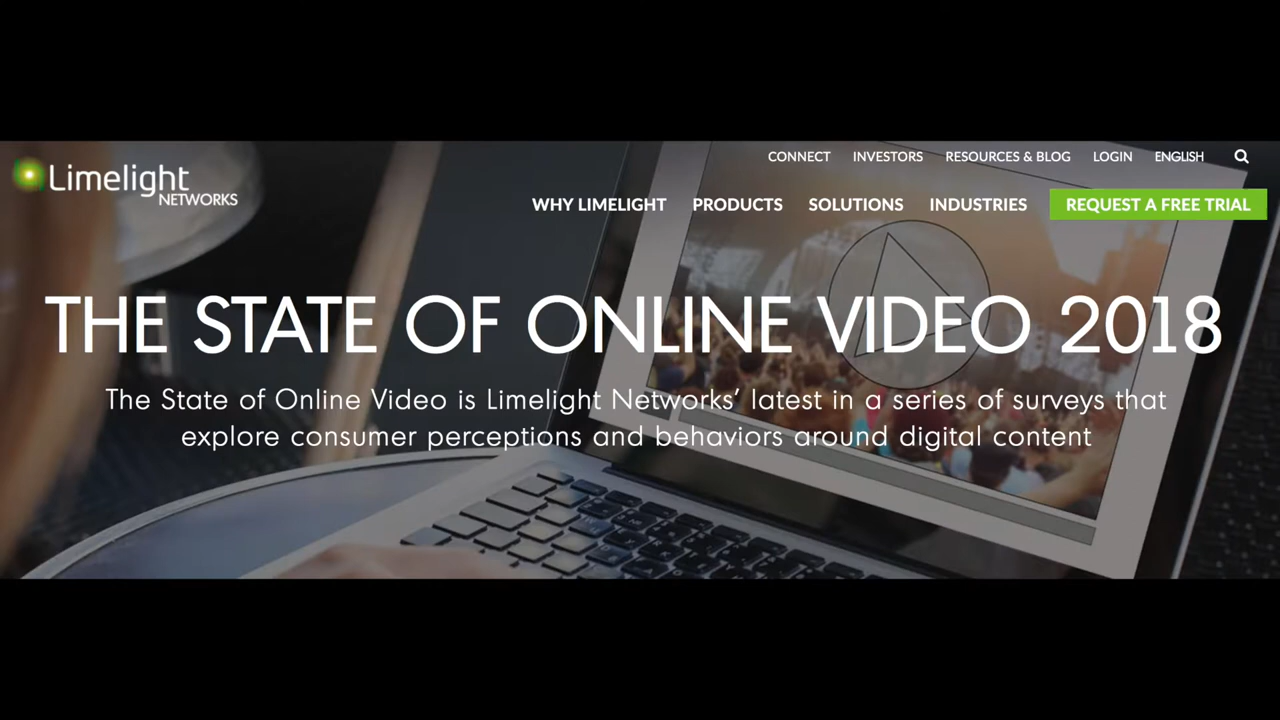 Limelight
NETWORKS
CONNECT INVESTORS RESOURCES & BLOG LOGIN ENGLISH
WHY LIMELIGHT PRODUCTS SOLUTIONS INDUSTRIES REQUEST A FREE TRIAL
THE STATE OF ONLINE VIDEO 2018
The State of Online Video is Limelight Networks’ latest in a series of surveys that
explore consumer perceptions and behaviors around digital content